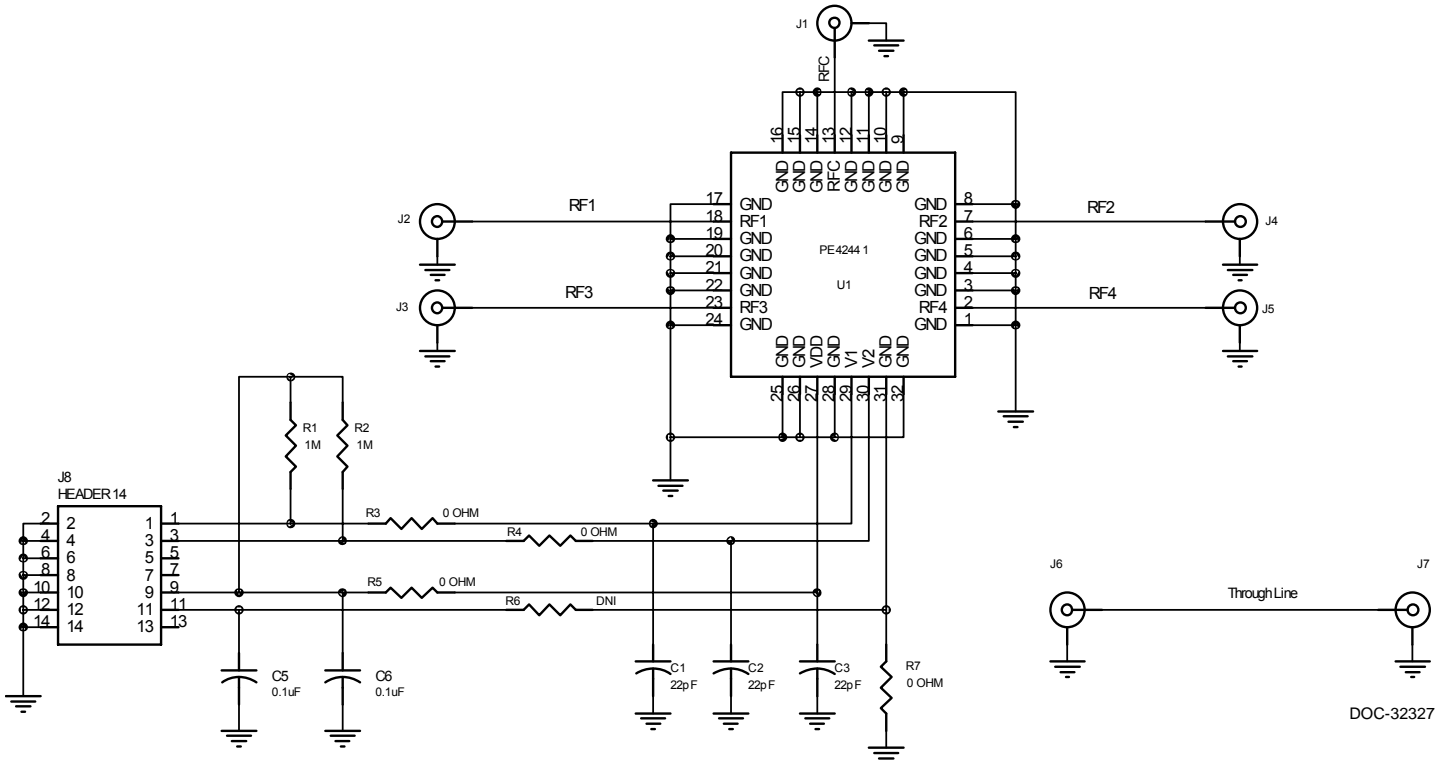 J1
RFC
16
15
14
13
12
11
10
9
GND
GND
GND
RFC
GND
GND
GND
GND
17
GND
18
RF1
19
GND
20
GND
21
GND
22
GND
23
RF3
24
GND
GND
8
RF2
7
GND
6
GND
5
GND
4
GND
3
RF4
2
GND
1
PE42441
U1
J2
RF1
J3
RF3
RF2
J4
RF4
J5
GND
GND
VDD
GND
V1
V2
GND
GND
25
26
27
28
29
30
31
32
R1
1M
R2
1M
J8
HEADER 14
2
2
1
1
4
4
3
3
6
6
5
5
8
8
7
7
10
10
9
9
12
12
11
11
14
14
13
13
R3
0 OHM
R4
0 OHM
R5
0 OHM
R6
DNI
C5
0.1uF
C6
0.1uF
C1
22pF
C2
22pF
C3
22pF
R7
0 OHM
J6
Through Line
J7
DOC-32327